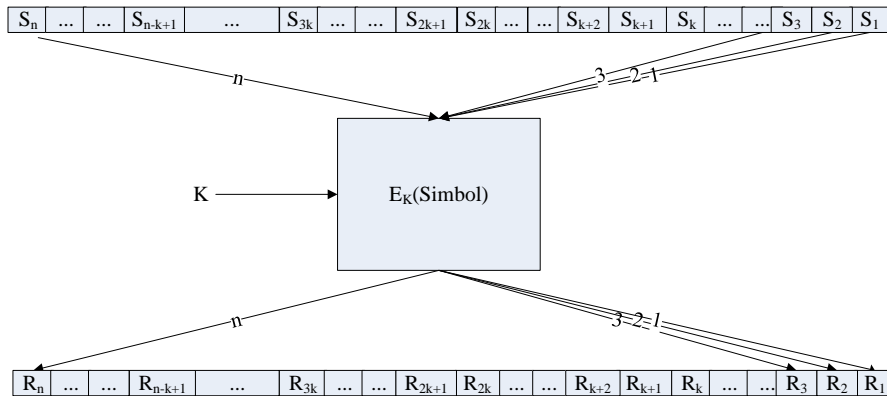 Sn ... ... Sn-k+1 ... S3k ... ... S2k+1 S2k ... ... Sk+2 Sk+1 Sk ... ... S3 S2 S1
n 3 2 1
K EK(Simbol)
n 3 2 1
Rn ... ... Rn-k+1 ... R3k ... ... R2k+1 R2k ... ... Rk+2 Rk+1 Rk ... ... R3 R2 R1